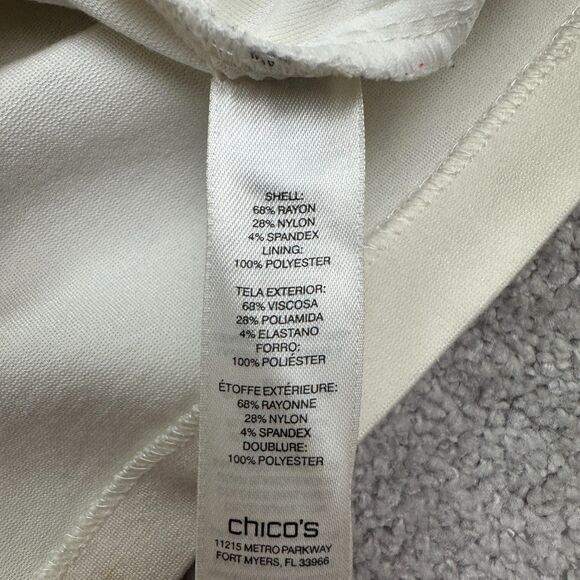 SHELL:
68% RAYON
28% NYLON
4% SPANDEX
LINING:
100% POLYESTER
TELA EXTERIOR:
68% VISCOSA
28% POLIAMIDA
4% ELASTANO
FORRO:
100% POLIÉSTER
ÉTOFFE EXTÉRIEURE:
68% RAYONNE
28% NYLON
4% SPANDEX
DOUBLURE:
100% POLYESTER
chico's
11215 METRO PARKWAY
FORT MYERS, FL 33966